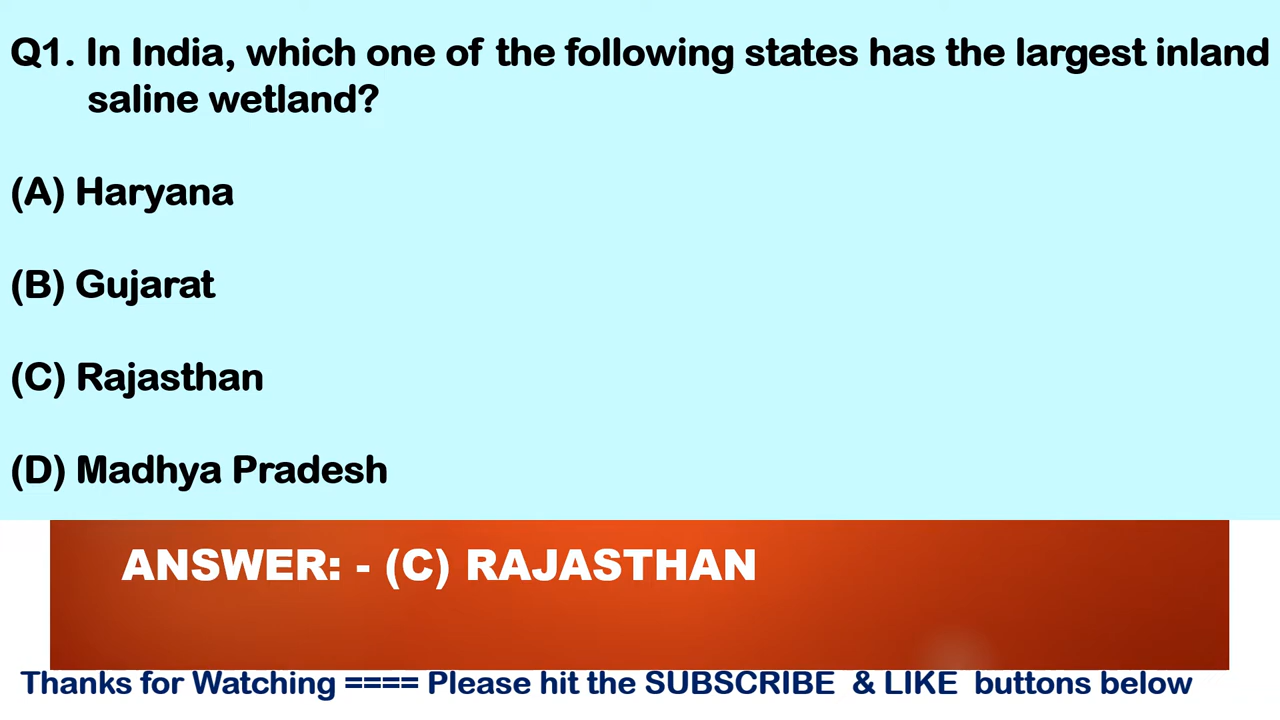 Q1. In India, which one of the following states has the largest inland
saline wetland?
(A) Haryana
(B) Gujarat
(C) Rajasthan
(D) Madhya Pradesh
ANSWER: - (C) RAJASTHAN
Thanks for Watching ==== Please hit the SUBSCRIBE & LIKE buttons below